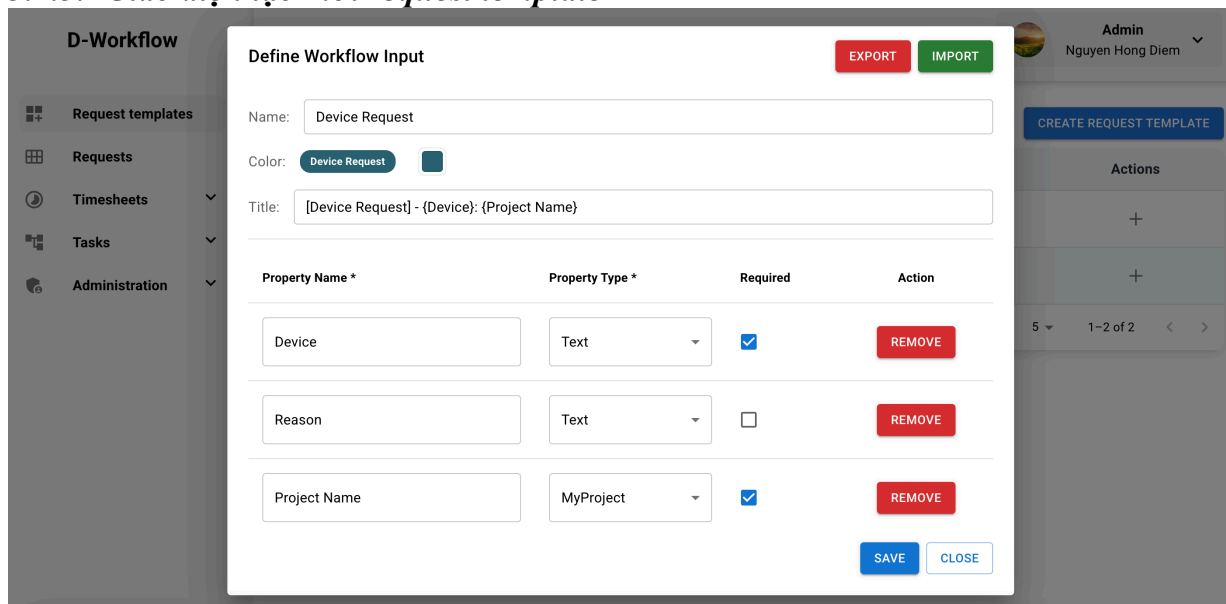 D-Workflow
Define Workflow Input
EXPORT
IMPORT
Admin
Nguyen Hong Diem
Request templates
Name:
Device Request
CREATE REQUEST TEMPLATE
Requests
Color:
Device Request
Actions
Timesheets
Title:
[Device Request] - {Device}: {Project Name}
Tasks
Administration
Property Name *
Property Type *
Required
Action
Device
Text
REMOVE
5
1–2 of 2
Reason
Text
REMOVE
Project Name
MyProject
REMOVE
SAVE
CLOSE